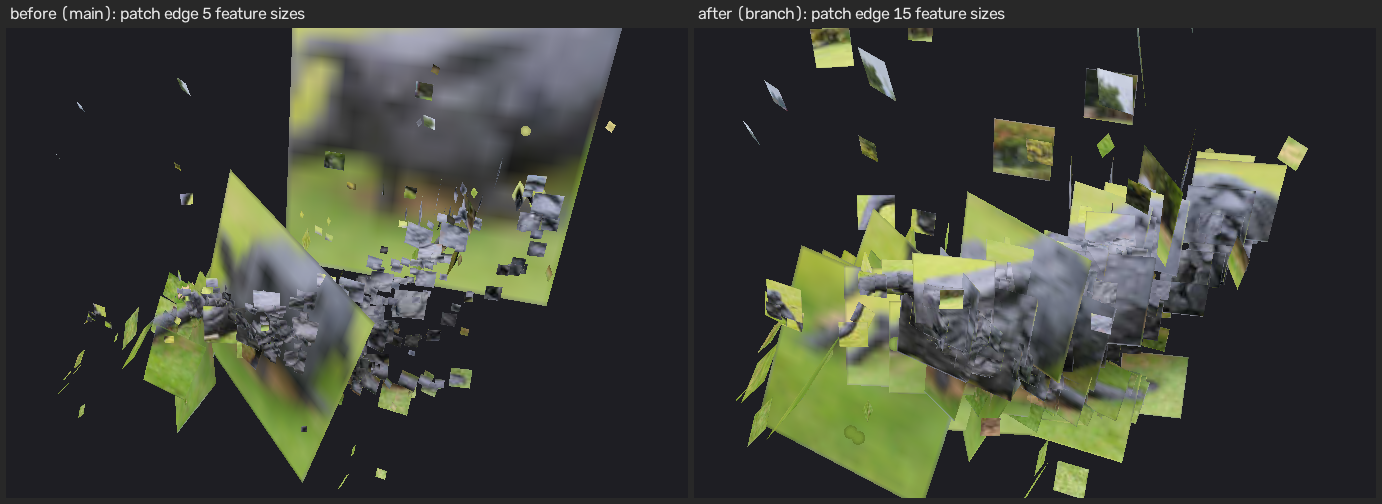 before (main): patch edge 5 feature sizes
after (branch): patch edge 15 feature sizes